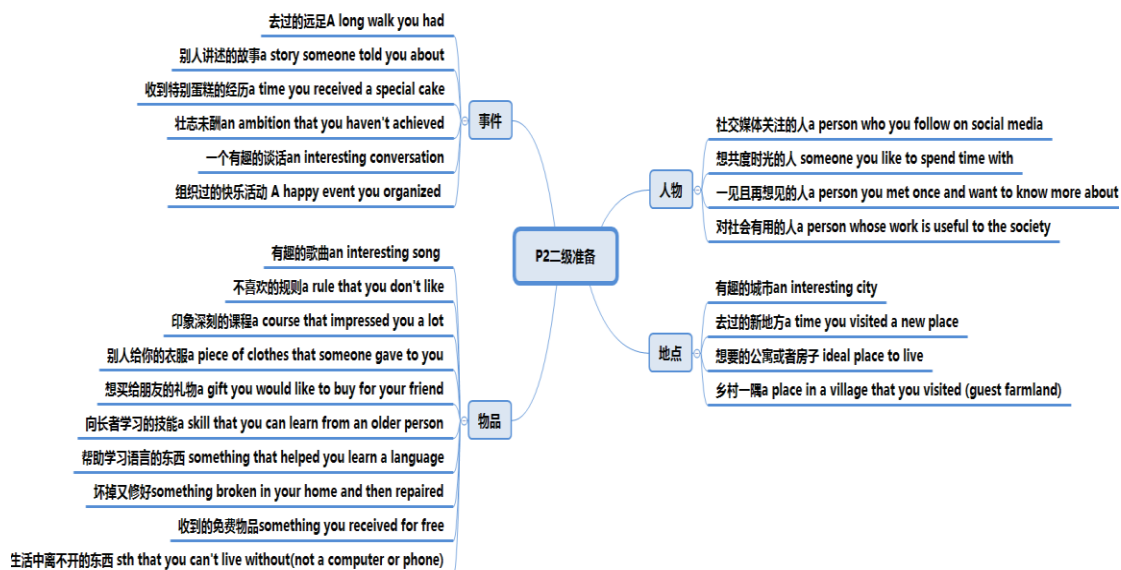 P2二级准备
事件
去过的远足A long walk you had
别人讲述的故事a story someone told you about
收到特别蛋糕的经历a time you received a special cake
壮志未酬an ambition that you haven't achieved
一个有趣的谈话an interesting conversation
组织过的快乐活动 A happy event you organized
物品
有趣的歌曲an interesting song
不喜欢的规则a rule that you don't like
印象深刻的课程a course that impressed you a lot
别人给你的衣服a piece of clothes that someone gave to you
想买给朋友的礼物a gift you would like to buy for your friend
向长者学习的技能a skill that you can learn from an older person
帮助学习语言的东西 something that helped you learn a language
坏掉又修好something broken in your home and then repaired
收到的免费物品something you received for free
生活中离不开的东西 sth that you can't live without(not a computer or phone)
人物
社交媒体关注的人a person who you follow on social media
想共度时光的人 someone you like to spend time with
一见且再想见的人a person you met once and want to know more about
对社会有用的人a person whose work is useful to the society
地点
有趣的城市an interesting city
去过的新地方a time you visited a new place
想要的公寓或者房子 ideal place to live
乡村一隅a place in a village that you visited (guest farmland)